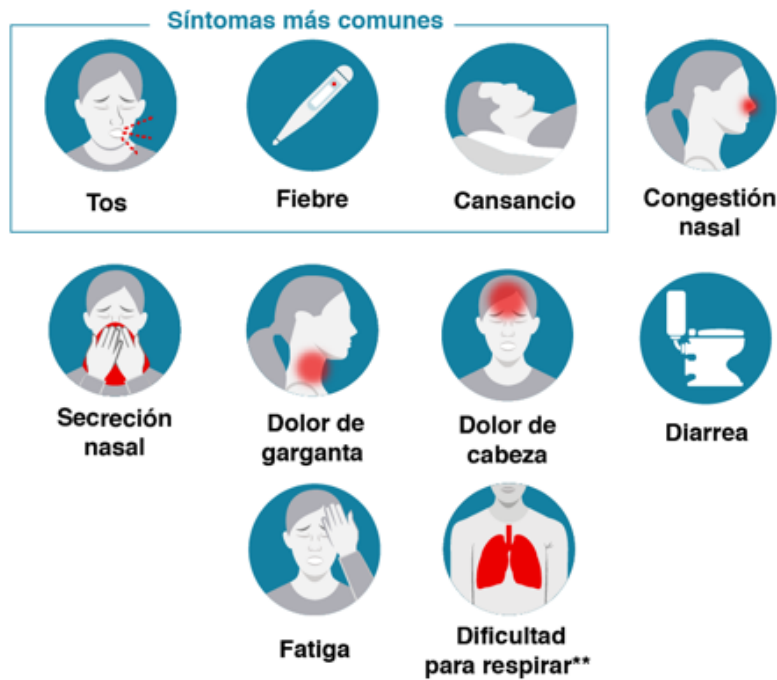 Síntomas más comunes
Tos
Fiebre
Cansancio
Congestión
nasal
Secreción
nasal
Dolor de
garganta
Dolor de
cabeza
Diarrea
Fatiga
Dificultad
para respirar**